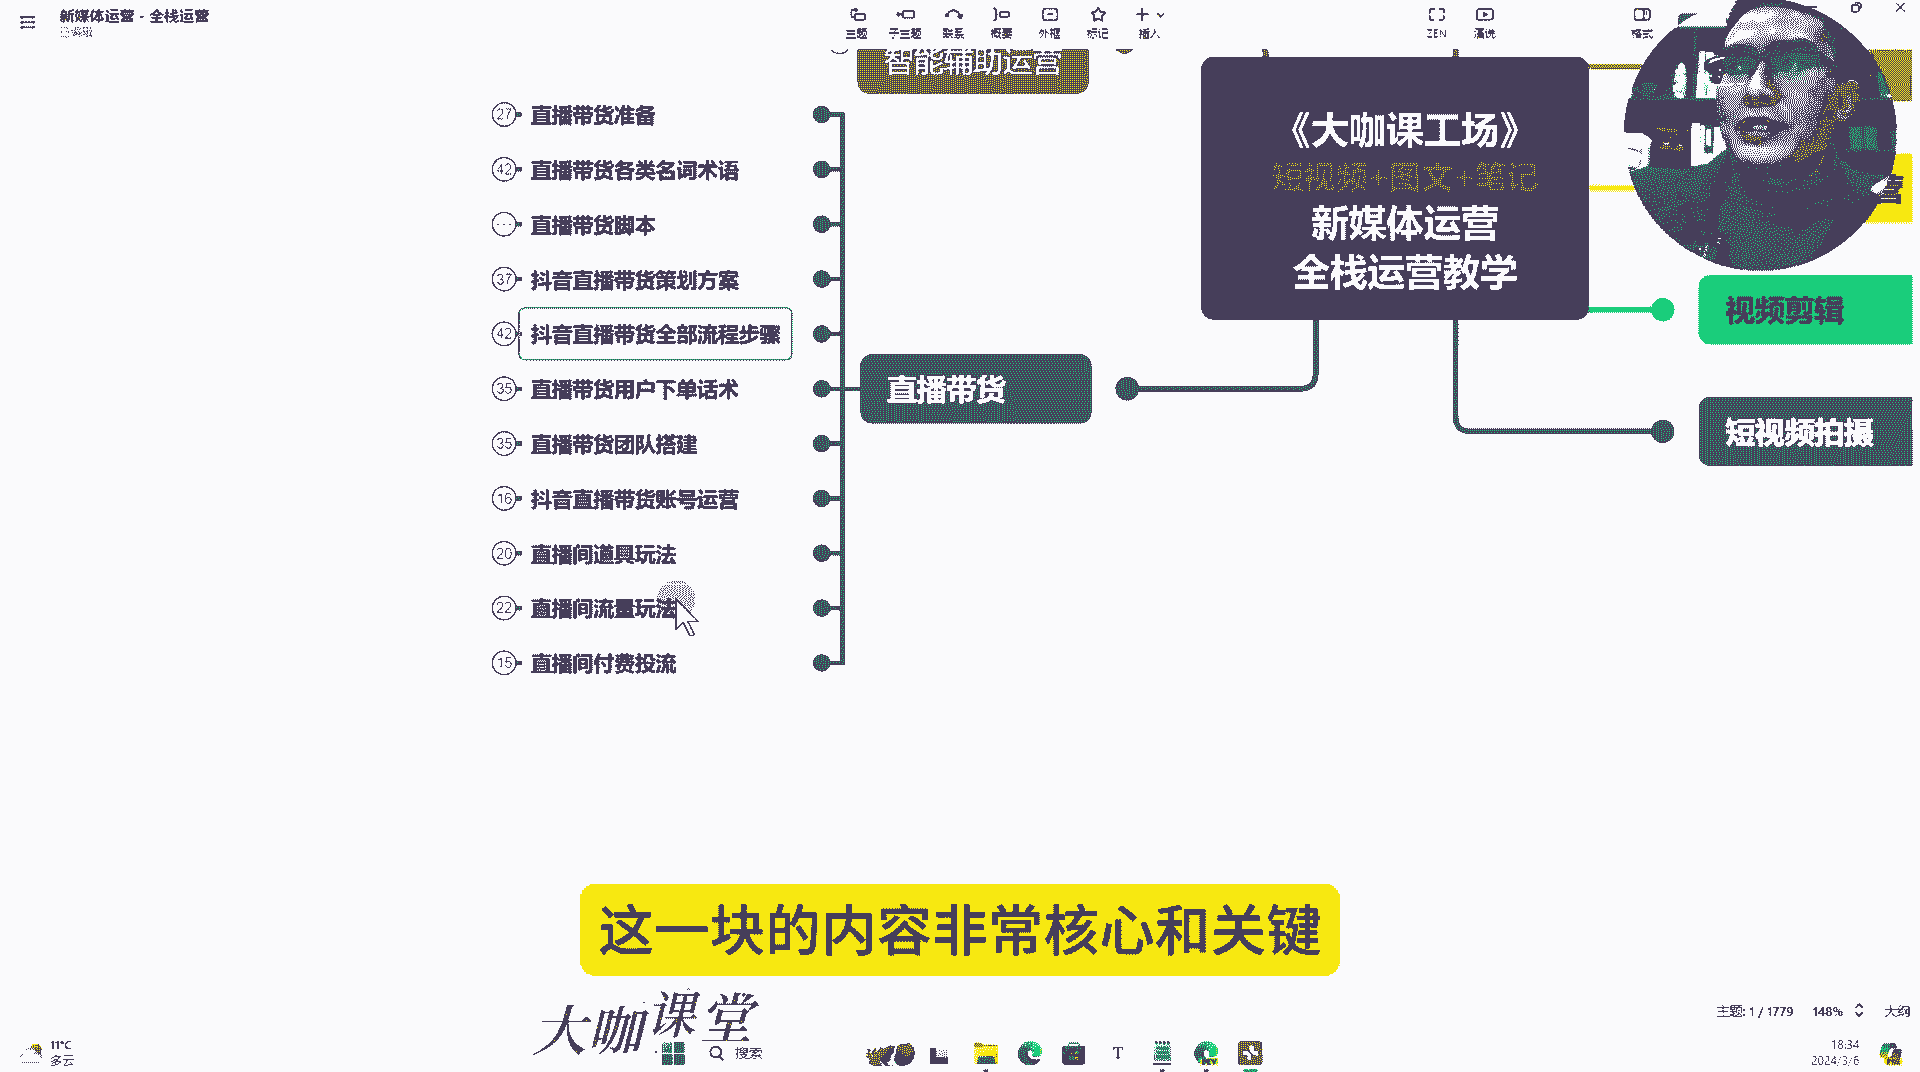 新媒体运营 - 全栈运营
已编辑
主题
子主题
联系
概要
外框
标记
插入
ZEN
演说
格式
智能辅助运营
27 直播带货准备
42 直播带货各类名词术语
··· 直播带货脚本
37 抖音直播带货策划方案
42 抖音直播带货全部流程步骤
35 直播带货用户下单话术
35 直播带货团队搭建
16 抖音直播带货账号运营
20 直播间道具玩法
22 直播间流量玩法
15 直播间付费投流
直播带货
《大咖课工场》
短视频+图文+笔记
新媒体运营
全栈运营教学
营
视频剪辑
短视频拍摄
这一块的内容非常核心和关键
大咖课堂
主题: 1 / 1779
148%
大纲
11°C
多云
搜索
18:34
2024/3/6